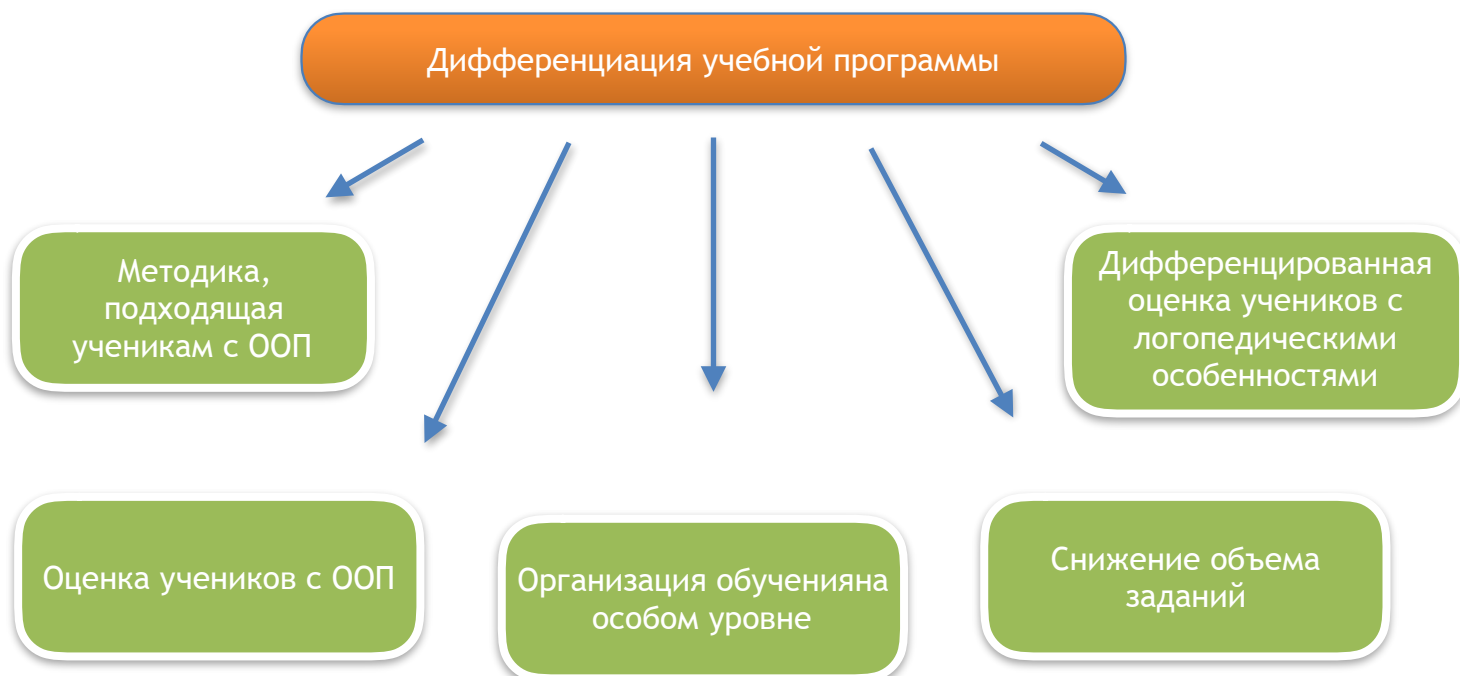 Дифференциация учебной программы
Методика,
подходящая
ученикам с ООП
Дифференцированная
оценка учеников с
логопедическими
особенностями
Оценка учеников с ООП
Организация обученияна
особом уровне
Снижение объема
заданий